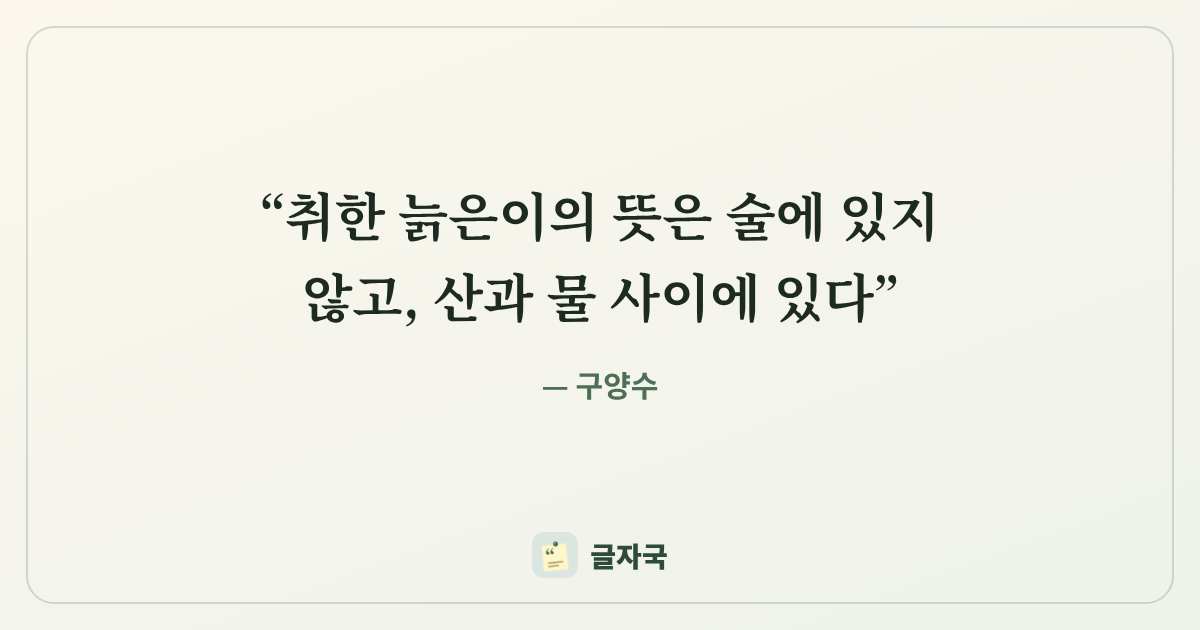 “취한 늙은이의 뜻은 술에 있지
않고, 산과 물 사이에 있다”
— 구양수
글자국